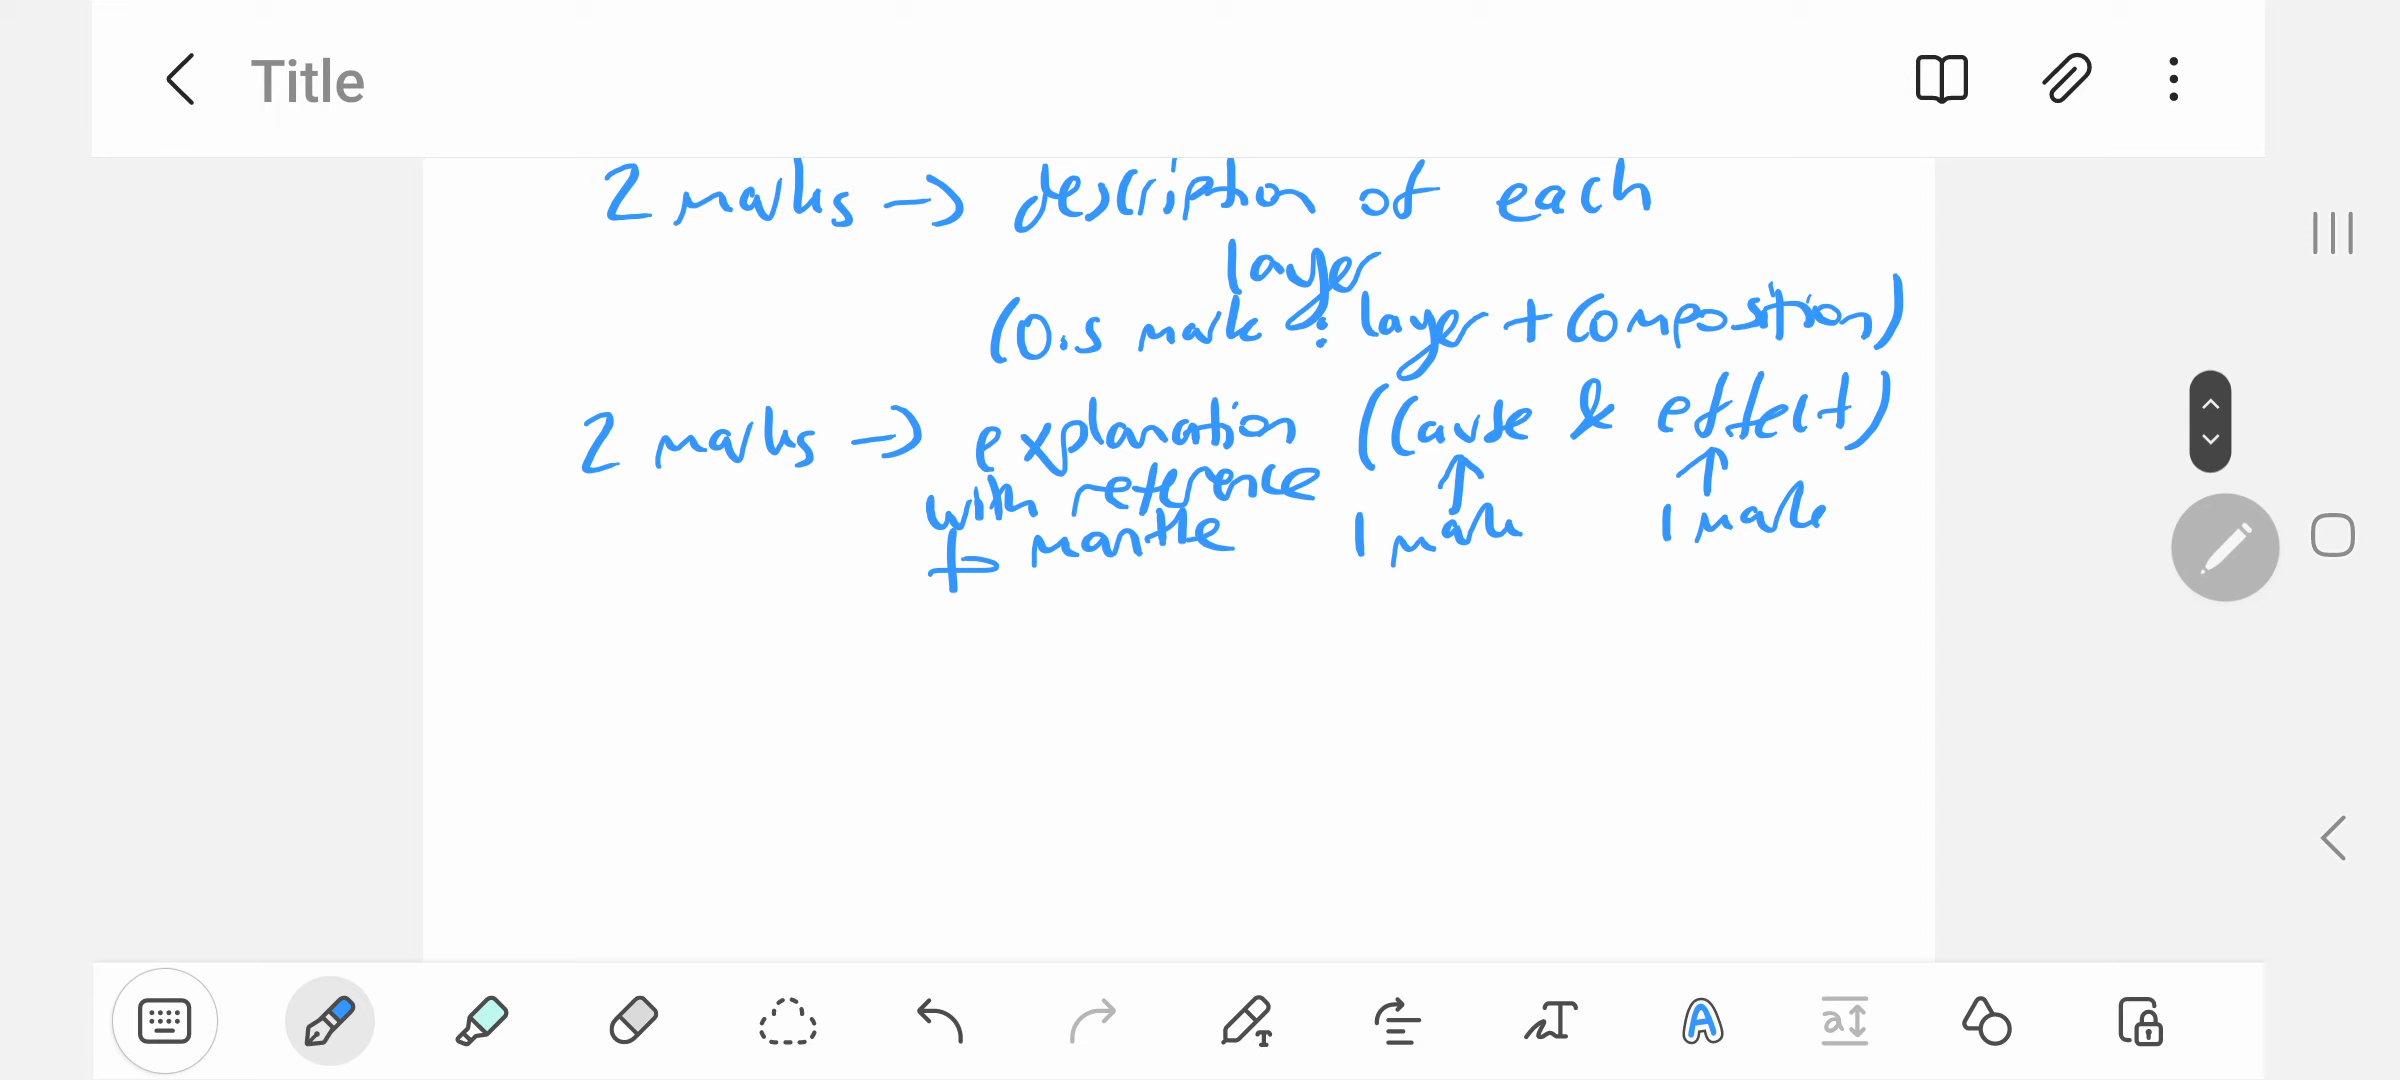 Title
2 marks → description of each
layer
(0.5 mark : layer + composition)
2 marks → explanation (cause & effect)
with reference
to mantle
1 mark
1 mark